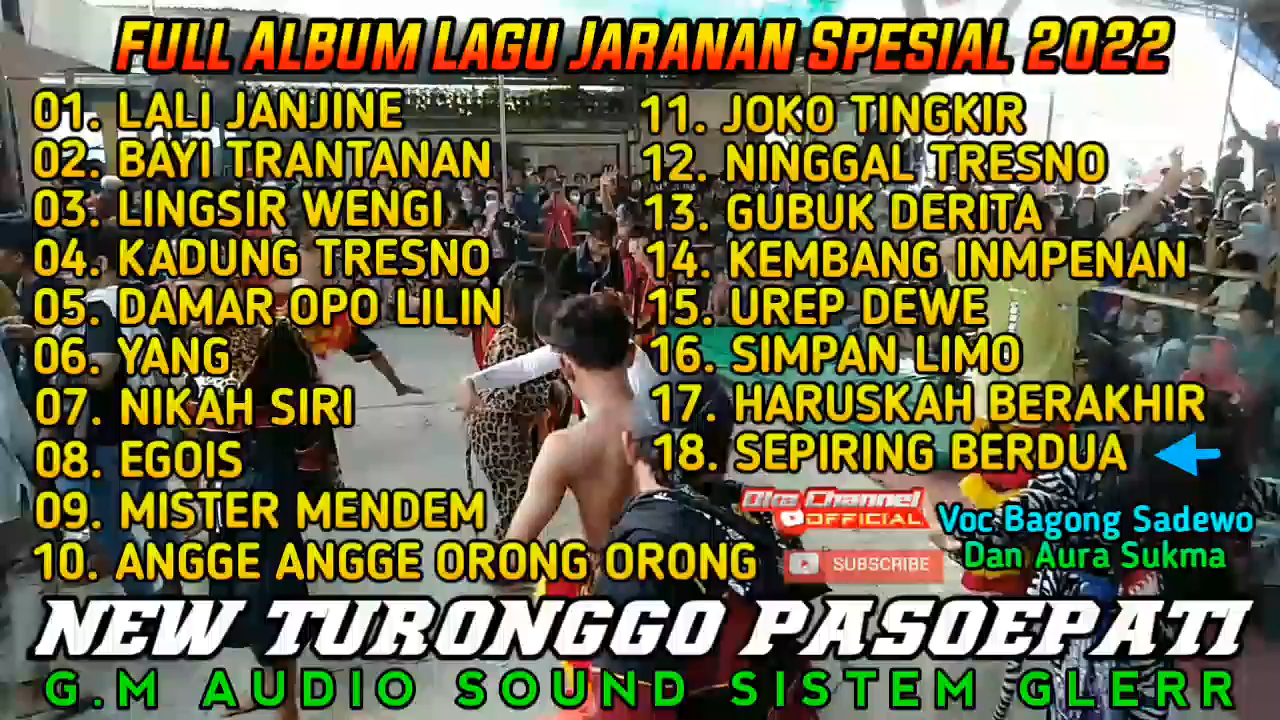 FULL ALBUM LAGU JARANAN SPESIAL 2022
01. LALI JANJINE
02. BAYI TRANTANAN
03. LINGSIR WENGI
04. KADUNG TRESNO
05. DAMAR OPO LILIN
06. YANG
07. NIKAH SIRI
08. EGOIS
09. MISTER MENDEM
10. ANGGE ANGGE ORONG ORONG
11. JOKO TINGKIR
12. NINGGAL TRESNO
13. GUBUK DERITA
14. KEMBANG INMPENAN
15. UREP DEWE
16. SIMPAN LIMO
17. HARUSKAH BERAKHIR
18. SEPIRING BERDUA
Oke Channel
OFFICIAL
SUBSCRIBE
Voc Bagong Sadewo
Dan Aura Sukma
NEW TURONGGO PASOEPATI
G.M AUDIO SOUND SISTEM GLERR